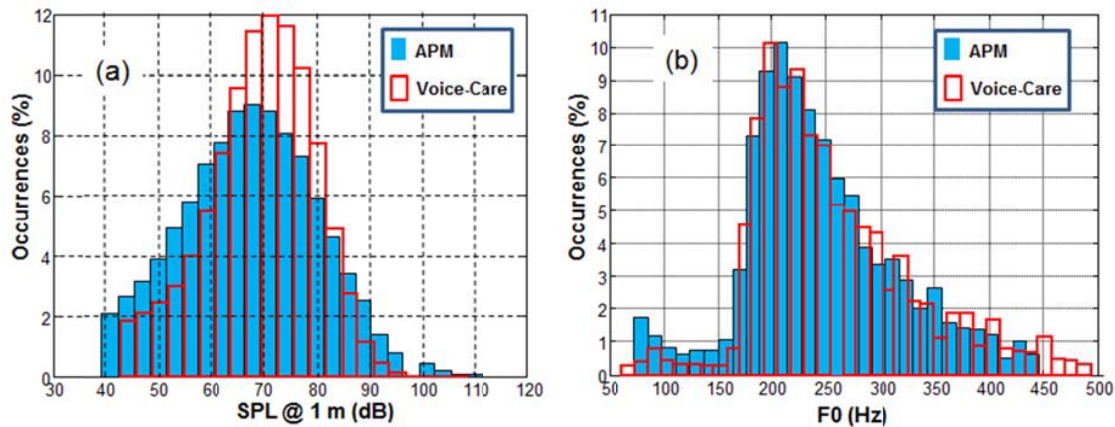 (a)
APM
Voice-Care
Occurrences (%)
12
10
8
6
4
2
0
30 40 50 60 70 80 90 100 110 120
SPL @ 1 m (dB)
(b)
APM
Voice-Care
Occurrences (%)
11
10
9
8
7
6
5
4
3
2
1
0
50 100 150 200 250 300 350 400 450 500
F0 (Hz)